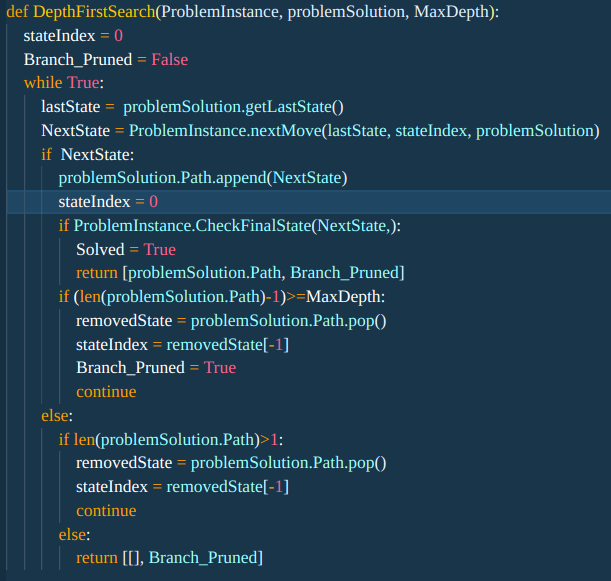 def DepthFirstSearch(ProblemInstance, problemSolution, MaxDepth):
stateIndex = 0
Branch_Pruned = False
while True:
lastState =  problemSolution.getLastState()
NextState = ProblemInstance.nextMove(lastState, stateIndex, problemSolution)
if  NextState:
problemSolution.Path.append(NextState)
stateIndex = 0
if ProblemInstance.CheckFinalState(NextState,):
Solved = True
return [problemSolution.Path, Branch_Pruned]
if (len(problemSolution.Path)-1)>=MaxDepth:
removedState = problemSolution.Path.pop()
stateIndex = removedState[-1]
Branch_Pruned = True
continue
else:
if len(problemSolution.Path)>1:
removedState = problemSolution.Path.pop()
stateIndex = removedState[-1]
continue
else:
return [[], Branch_Pruned]